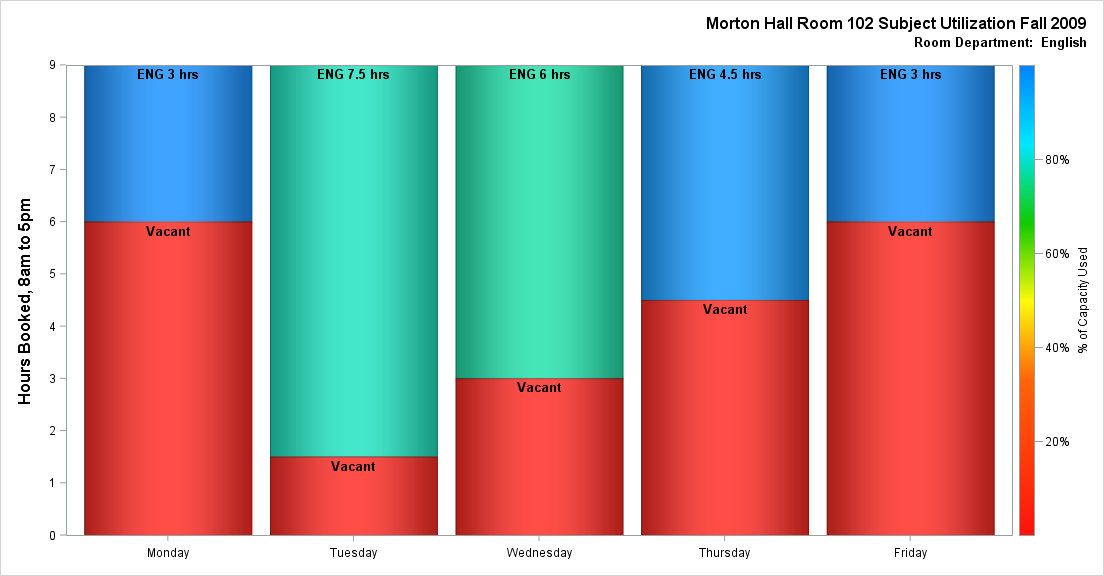 Morton Hall Room 102 Subject Utilization Fall 2009
Room Department:  English
Hours Booked, 8am to 5pm
9
8
7
6
5
4
3
2
1
0
ENG 3 hrs
Vacant
ENG 7.5 hrs
Vacant
ENG 6 hrs
Vacant
ENG 4.5 hrs
Vacant
ENG 3 hrs
Vacant
Monday
Tuesday
Wednesday
Thursday
Friday
80%
60%
40%
20%
% of Capacity Used